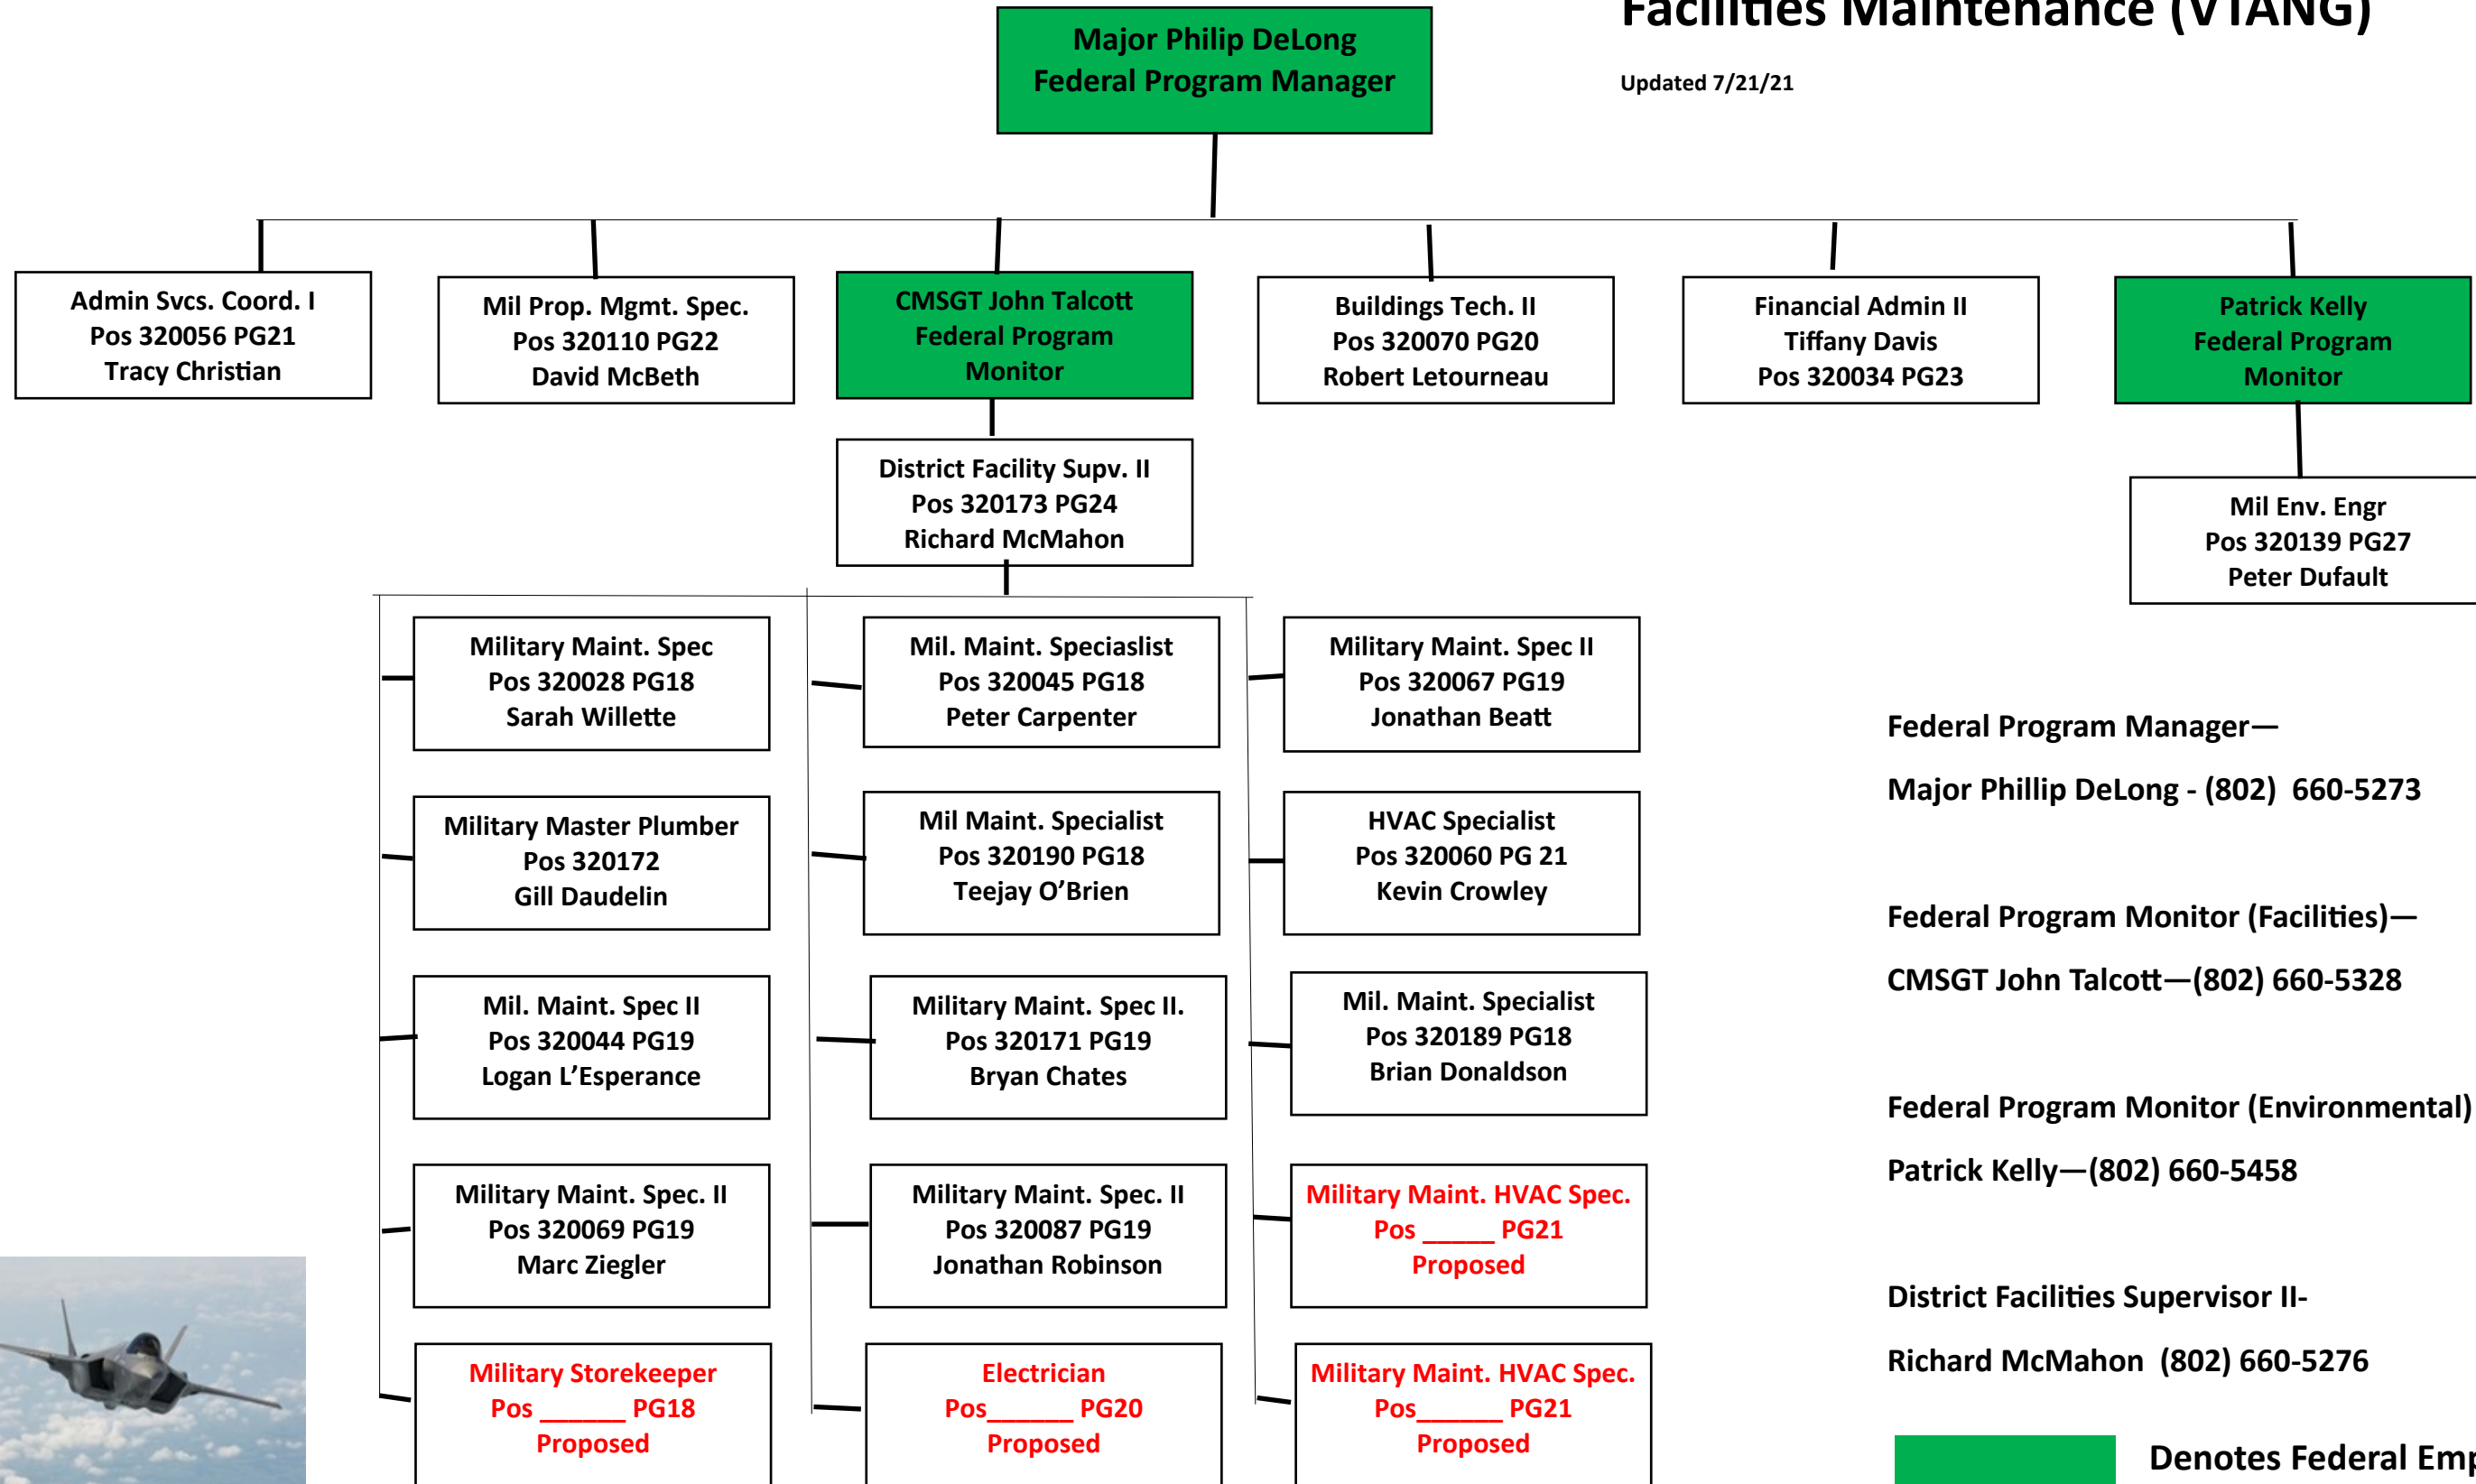 Facilities Maintenance (VTANG)
Updated 7/21/21
Major Philip DeLong
Federal Program Manager
Admin Svcs. Coord. I
Pos 320056 PG21
Tracy Christian
Mil Prop. Mgmt. Spec.
Pos 320110 PG22
David McBeth
CMSGT John Talcott
Federal Program
Monitor
Buildings Tech. II
Pos 320070 PG20
Robert Letourneau
Financial Admin II
Tiffany Davis
Pos 320034 PG23
Patrick Kelly
Federal Program
Monitor
District Facility Supv. II
Pos 320173 PG24
Richard McMahon
Mil Env. Engr
Pos 320139 PG27
Peter Dufault
Military Maint. Spec
Pos 320028 PG18
Sarah Willette
Mil. Maint. Speciaslist
Pos 320045 PG18
Peter Carpenter
Military Maint. Spec II
Pos 320067 PG19
Jonathan Beatt
Military Master Plumber
Pos 320172
Gill Daudelin
Mil Maint. Specialist
Pos 320190 PG18
Teejay O’Brien
HVAC Specialist
Pos 320060 PG 21
Kevin Crowley
Mil. Maint. Spec II
Pos 320044 PG19
Logan L’Esperance
Military Maint. Spec II.
Pos 320171 PG19
Bryan Chates
Mil. Maint. Specialist
Pos 320189 PG18
Brian Donaldson
Military Maint. Spec. II
Pos 320069 PG19
Marc Ziegler
Military Maint. Spec. II
Pos 320087 PG19
Jonathan Robinson
Military Maint. HVAC Spec.
Pos _____ PG21
Proposed
Military Storekeeper
Pos ______ PG18
Proposed
Electrician
Pos______ PG20
Proposed
Military Maint. HVAC Spec.
Pos______ PG21
Proposed
Federal Program Manager—
Major Phillip DeLong - (802) 660-5273
Federal Program Monitor (Facilities)—
CMSGT John Talcott—(802) 660-5328
Federal Program Monitor (Environmental)
Patrick Kelly—(802) 660-5458
District Facilities Supervisor II-
Richard McMahon (802) 660-5276
Denotes Federal Emp